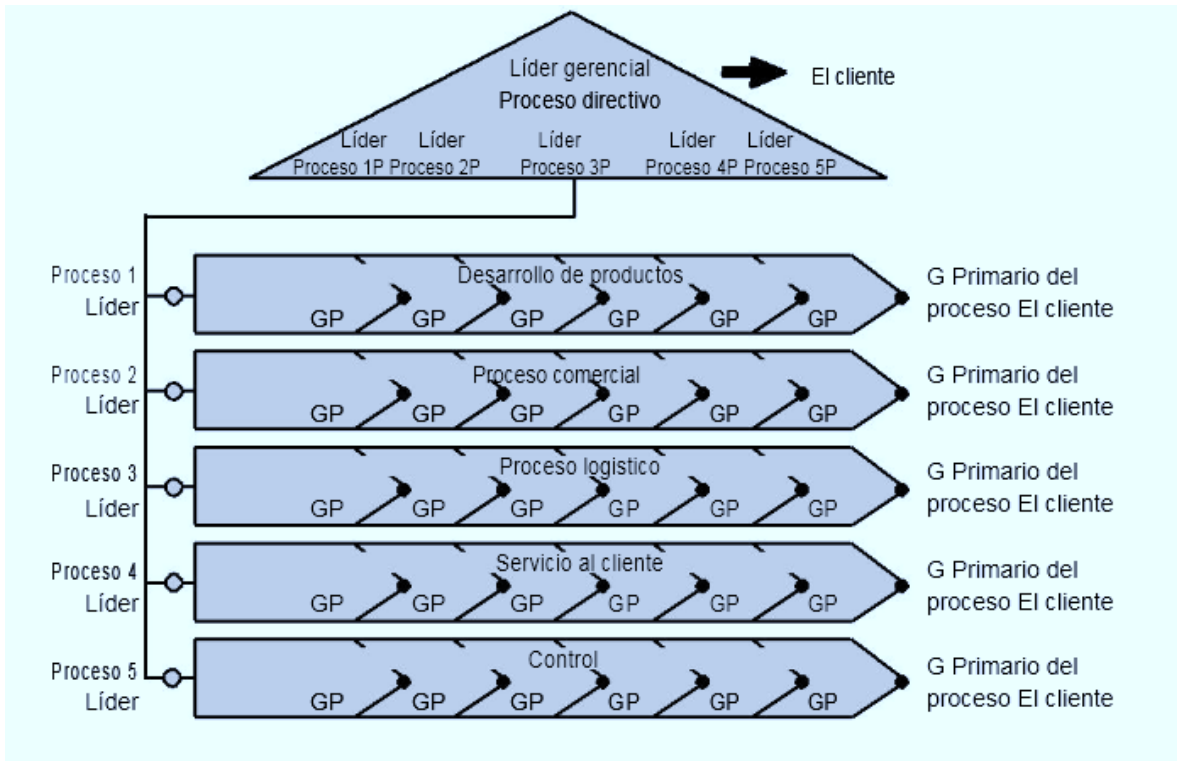 Líder gerencial
El cliente
Proceso directivo
Líder Líder Líder Líder Líder
Proceso 1P Proceso 2P Proceso 3P Proceso 4P Proceso 5P
Proceso 1
Líder
Desarrollo de productos
GP GP GP GP GP GP
G Primario del
proceso El cliente
Proceso 2
Líder
Proceso comercial
GP GP GP GP GP GP
G Primario del
proceso El cliente
Proceso 3
Líder
Proceso logistico
GP GP GP GP GP GP
G Primario del
proceso El cliente
Proceso 4
Líder
Servicio al cliente
GP GP GP GP GP GP
G Primario del
proceso El cliente
Proceso 5
Líder
Control
GP GP GP GP GP GP
G Primario del
proceso El cliente